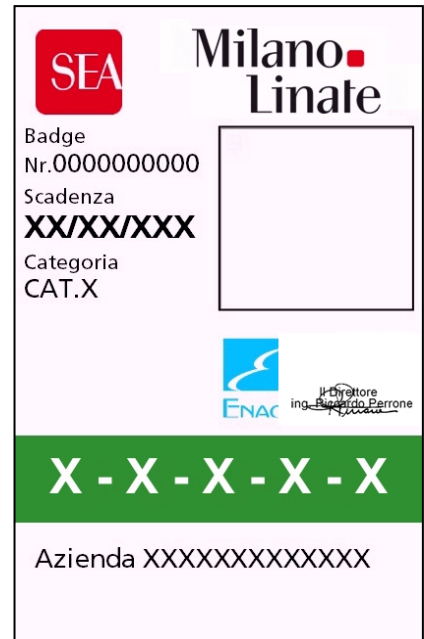 SEA
Milano
Linate
Badge
Nr.0000000000
Scadenza
XX/XX/XXX
Categoria
CAT.X
ENAC
Il Direttore
ing. Riccardo Perrone
X - X - X - X - X
Azienda XXXXXXXXXXXXX